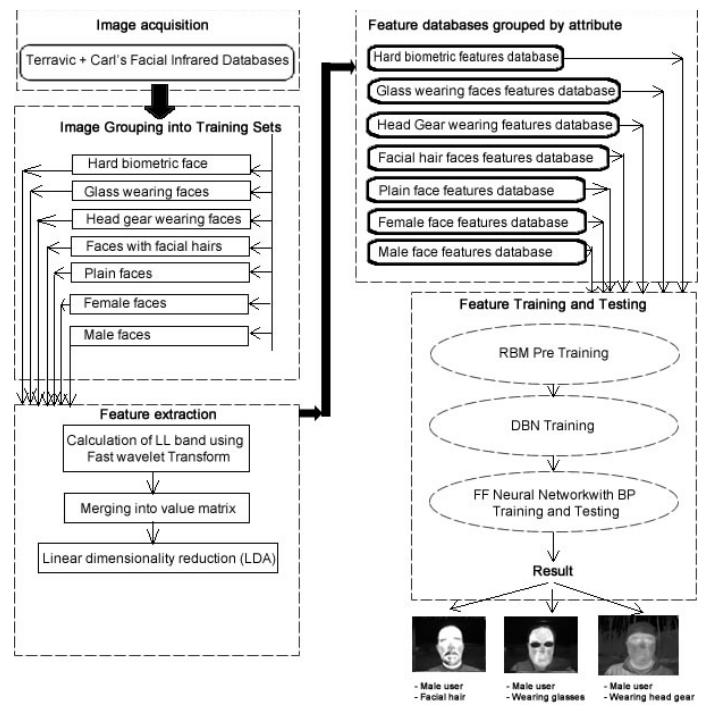 Image acquisition
Terravic + Carl's Facial Infrared Databases
Image Grouping into Training Sets
Hard biometric face
Glass wearing faces
Head gear wearing faces
Faces with facial hairs
Plain faces
Female faces
Male faces
Feature extraction
Calculation of LL band using
Fast wavelet Transform
Merging into value matrix
Linear dimensionality reduction (LDA)
Feature databases grouped by attribute
Hard biometric features database
Glass wearing faces features database
Head Gear wearing features database
Facial hair faces features database
Plain face features database
Female face features database
Male face features database
Feature Training and Testing
RBM Pre Training
DBN Training
FF Neural Networkwith BP
Training and Testing
Result
- Male user
- Facial hair
- Male user
- Wearing glasses
- Male user
- Wearing head gear